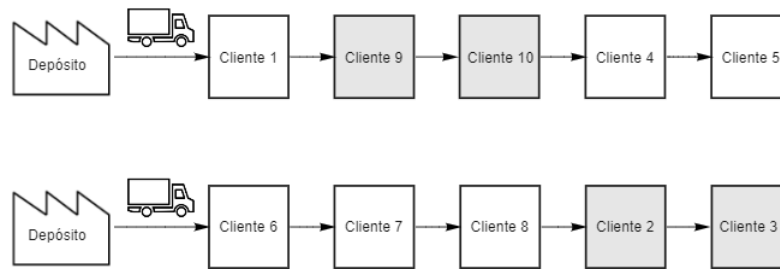 Depósito
Cliente 1
Cliente 9
Cliente 10
Cliente 4
Cliente 5
Depósito
Cliente 6
Cliente 7
Cliente 8
Cliente 2
Cliente 3